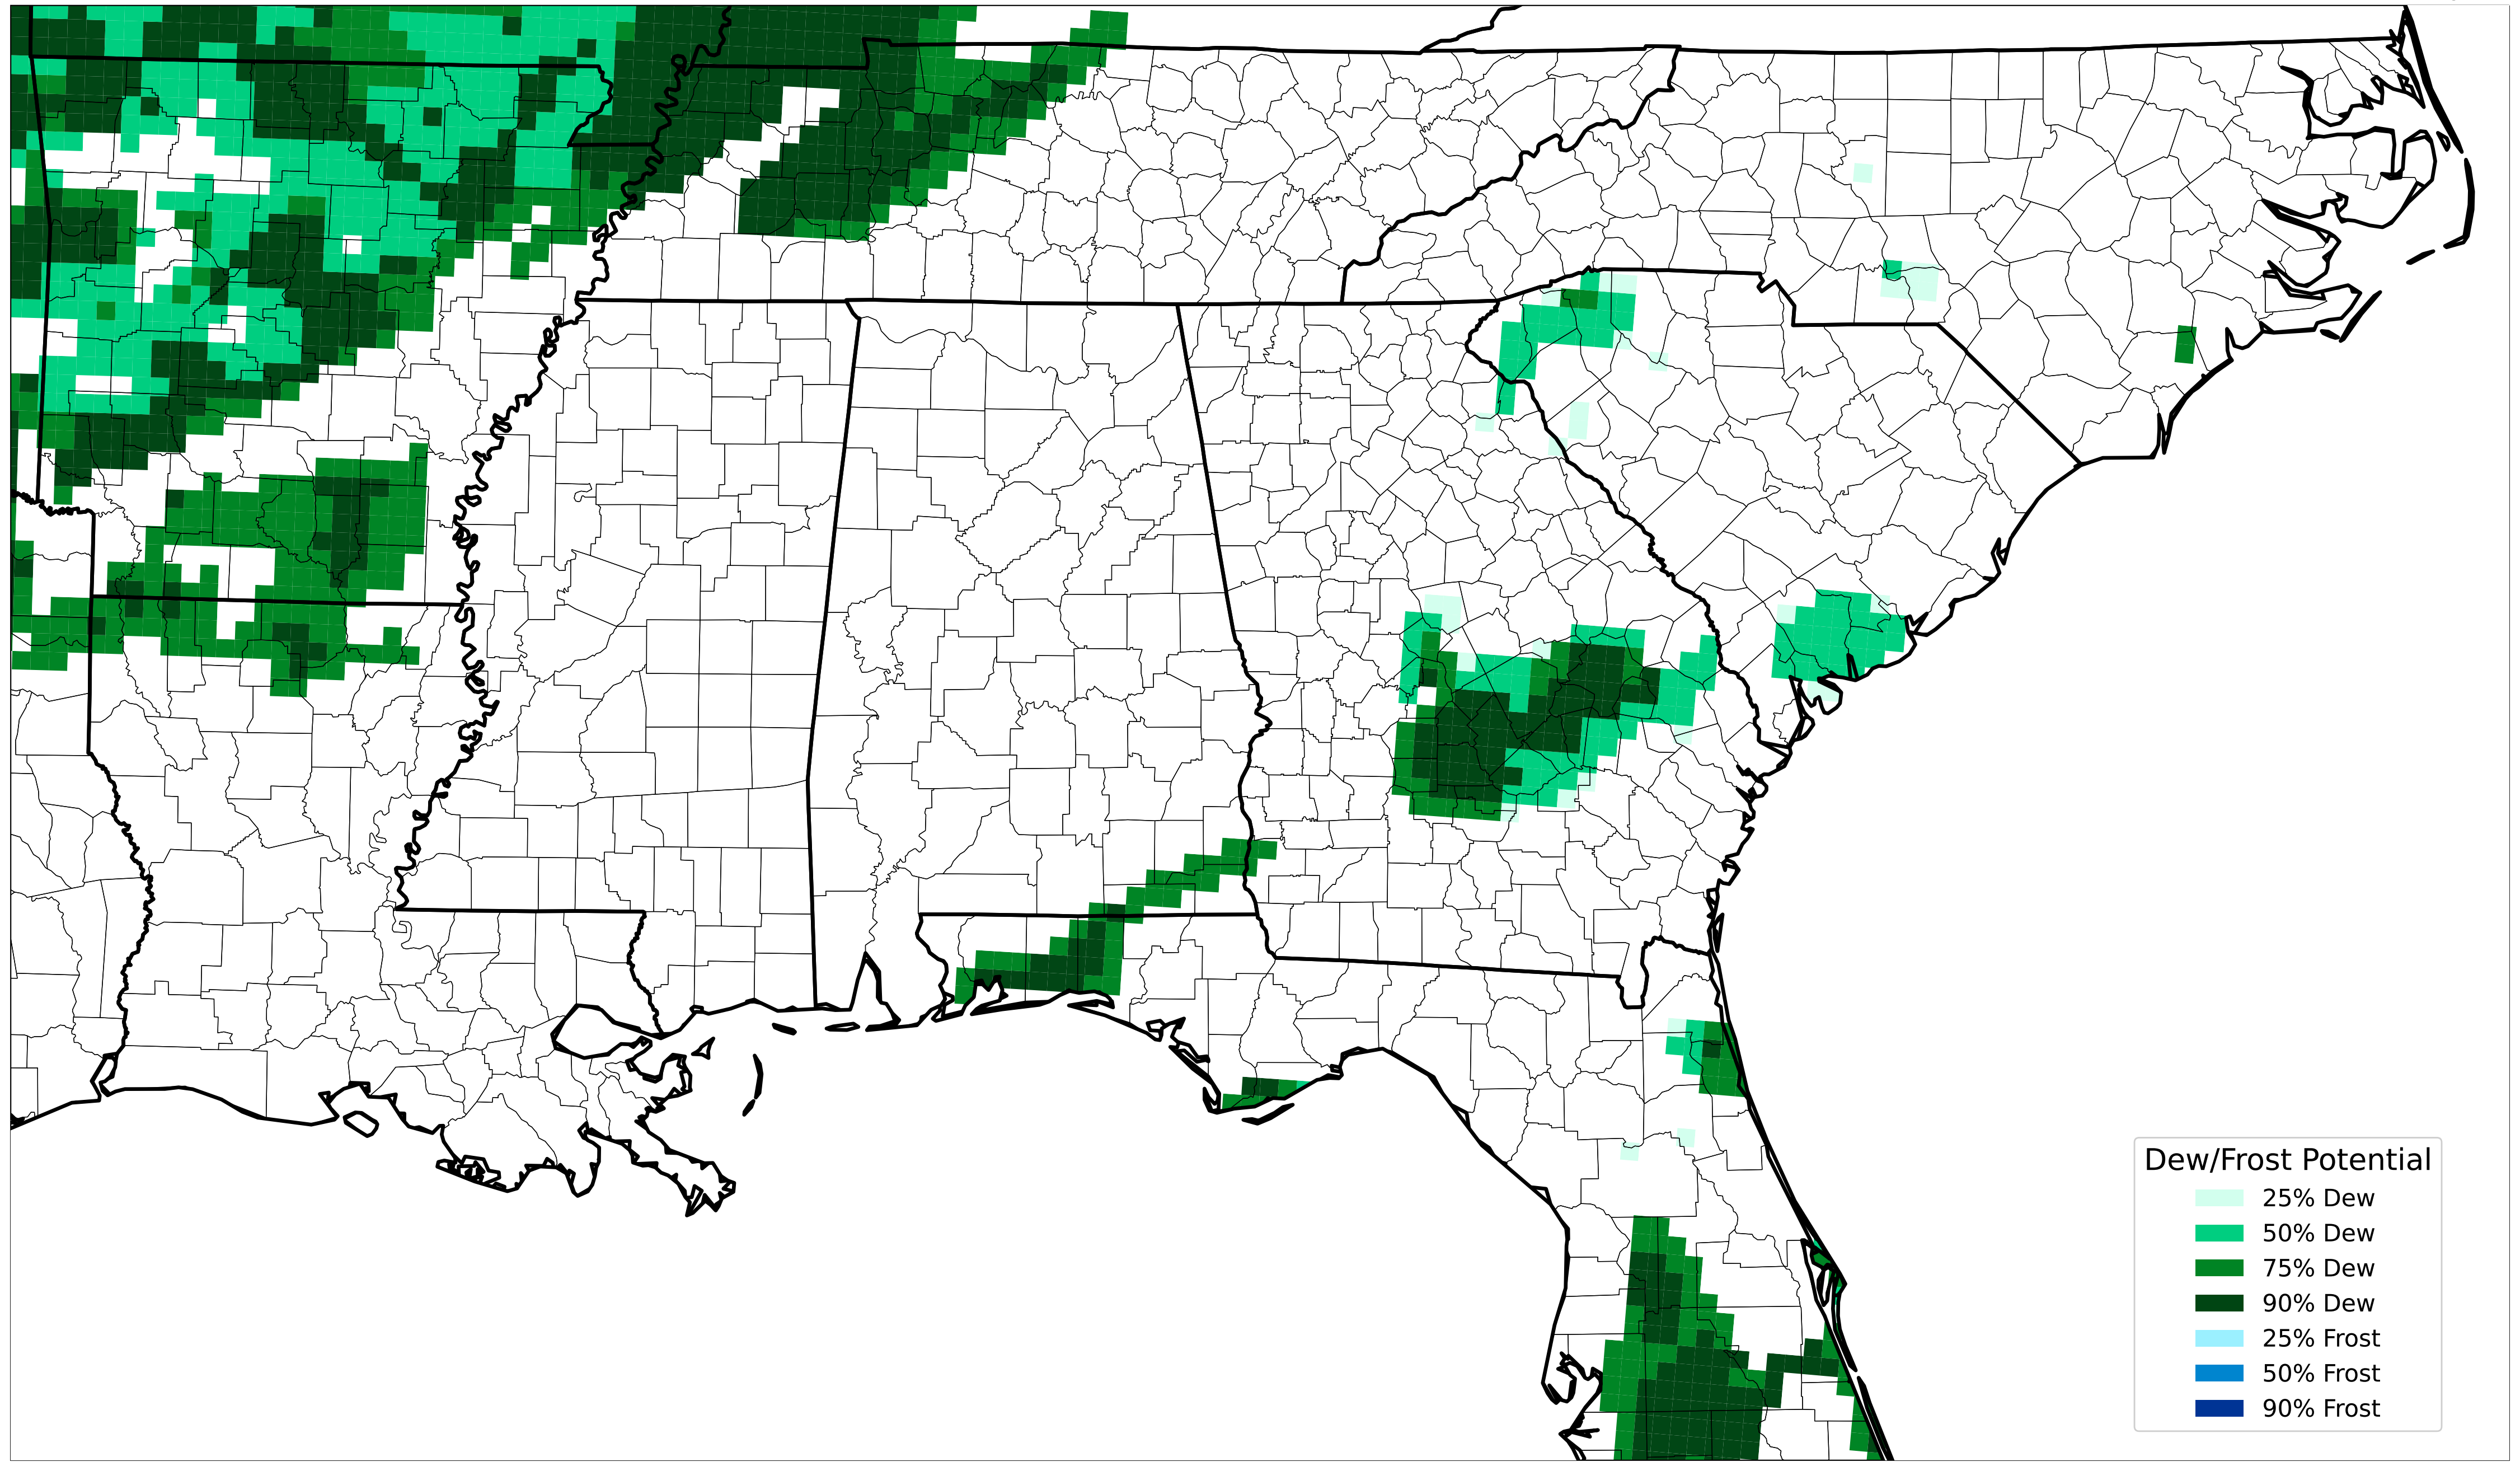 Dew/Frost Potential
25% Dew
50% Dew
75% Dew
90% Dew
25% Frost
50% Frost
90% Frost